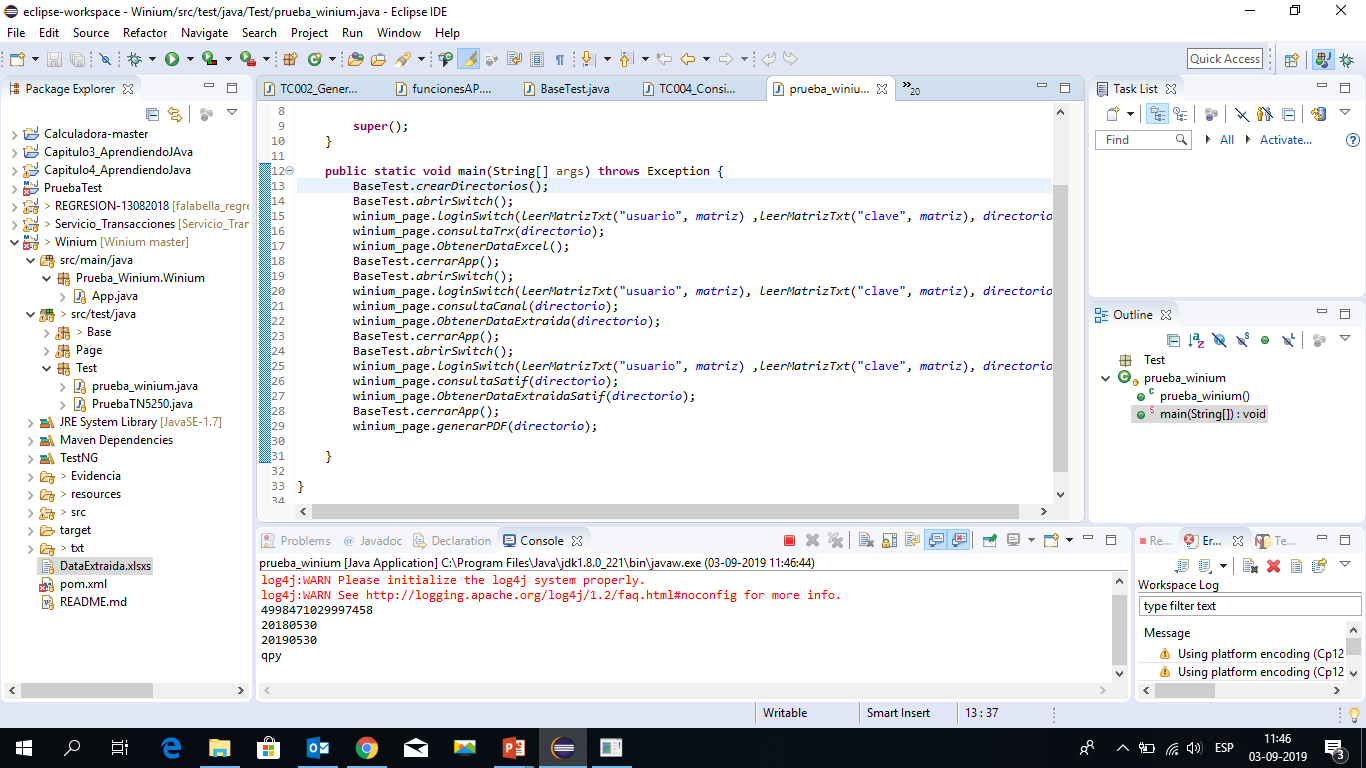 eclipse-workspace - Winium/src/test/java/Test/prueba_winium.java - Eclipse IDE
File Edit Source Refactor Navigate Search Project Run Window Help
Quick Access
Package Explorer
Calculadora-master
Capitulo3_AprendiendoJAva
Capitulo4_AprendiendoJava
PruebaTest
> REGRESION-13082018 [falabella_regre
> Servicio_Transacciones [Servicio_Tran
> Winium [Winium master]
src/main/java
Prueba_Winium.Winium
App.java
> src/test/java
> Base
Page
Test
prueba_winium.java
PruebaTN5250.java
JRE System Library [JavaSE-1.7]
Maven Dependencies
TestNG
> Evidencia
> resources
> src
target
> txt
DataExtraida.xlsxs
pom.xml
README.md
TC002_Gener... funcionesAP.... BaseTest.java TC004_Consi... prueba_winiu... »20
8
9 super();
10 }
11
12 public static void main(String[] args) throws Exception {
13 BaseTest.crearDirectorios();
14 BaseTest.abrirSwitch();
15 winium_page.loginSwitch(leerMatrizTxt("usuario", matriz) ,leerMatrizTxt("clave", matriz), directorio
16 winium_page.consultaTrx(directorio);
17 winium_page.ObtenerDataExcel();
18 BaseTest.cerrarApp();
19 BaseTest.abrirSwitch();
20 winium_page.loginSwitch(leerMatrizTxt("usuario", matriz), leerMatrizTxt("clave", matriz), directorio
21 winium_page.consultaCanal(directorio);
22 winium_page.ObtenerDataExtraida(directorio);
23 BaseTest.cerrarApp();
24 BaseTest.abrirSwitch();
25 winium_page.loginSwitch(leerMatrizTxt("usuario", matriz) ,leerMatrizTxt("clave", matriz), directorio
26 winium_page.consultaSatif(directorio);
27 winium_page.ObtenerDataExtraidaSatif(directorio);
28 BaseTest.cerrarApp();
29 winium_page.generarPDF(directorio);
30
31 }
32
33 }
34
Task List
Find All Activate...
Outline
Test
prueba_winium
prueba_winium()
main(String[]) : void
Problems Javadoc Declaration Console
prueba_winium [Java Application] C:\Program Files\Java\jdk1.8.0_221\bin\javaw.exe (03-09-2019 11:46:44)
log4j:WARN Please initialize the log4j system properly.
log4j:WARN See http://logging.apache.org/log4j/1.2/faq.html#noconfig for more info.
4998471029997458
20180530
20190530
qpy
Re... Er... Te...
Workspace Log
type filter text
Message
Using platform encoding (Cp12
Using platform encoding (Cp12
Writable Smart Insert 13 : 37
ESP
11:46
03-09-2019
3